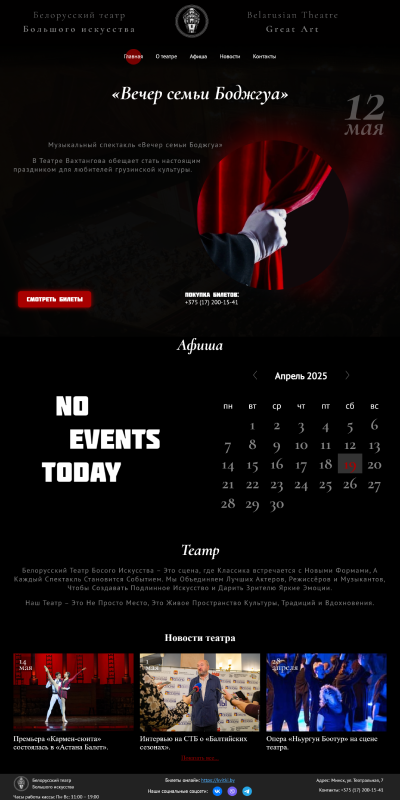 Белорусский театр
Большого искусства
Belarusian Theatre
Great Art
Главная О театре Афиша Новости Контакты
«Вечер семьи Боджгуа»
12
мая
Музыкальный спектакль «Вечер семьи Боджгуа»
В Театре Вахтангова обещает стать настоящим
праздником для любителей грузинской культуры.
СМОТРЕТЬ БИЛЕТЫ
ПОКУПКА БИЛЕТОВ:
+375 (17) 200-15-41
Афиша
Апрель 2025
NO
EVENTS
TODAY
пн вт ср чт пт сб вс
1 2 3 4 5 6
7 8 9 10 11 12 13
14 15 16 17 18 19 20
21 22 23 24 25 26 27
28 29 30
Театр
Белорусский Театр Босого Искусства – Это сцена, где Классика встречается с Новыми Формами, А
Каждый Спектакль Становится Событием. Мы Объединяем Лучших Актеров, Режиссёров и Музыкантов,
Чтобы Создавать Подлинное Искусство и Дарить Зрителю Яркие Эмоции.
Наш Театр – Это Не Просто Место, Это Живое Пространство Культуры, Традиций и Вдохновения.
Новости театра
14
мая
1
мая
28
апреля
Премьера «Кармен-сюита»
состоялась в «Астана Балет».
Интервью на СТБ о «Балтийских
сезонах».
Опера «Ньургун Боотур» на сцене
театра.
Белорусский театр
Большого искусства
Часы работы кассы: Пн-Вс: 11:00 – 19:00
Билеты онлайн: https://kvitki.by
Наши социальные соцсети:
Адрес: Минск, ул. Театральная, 7
Контакты: +375 (17) 200-15-41